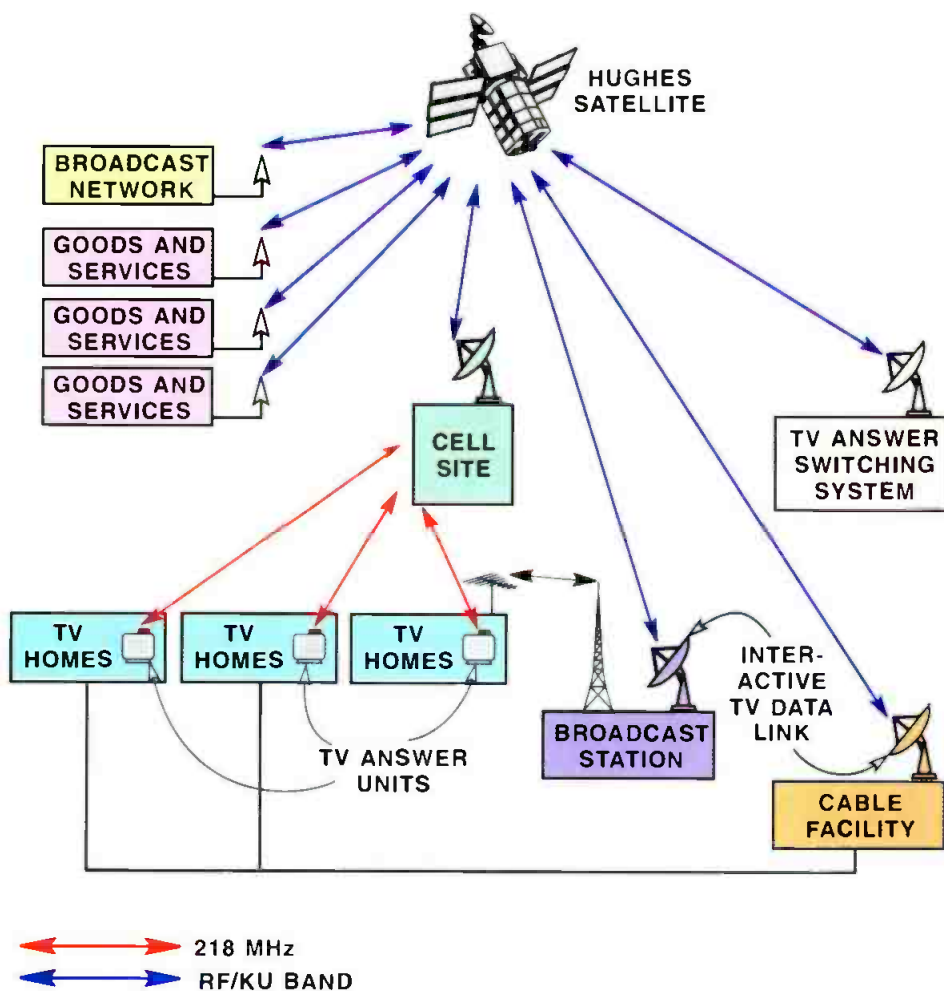 HUGHES
SATELLITE
BROADCAST
NETWORK
GOODS AND
SERVICES
GOODS AND
SERVICES
GOODS AND
SERVICES
CELL
SITE
TV ANSWER
SWITCHING
SYSTEM
TV
HOMES
TV
HOMES
TV
HOMES
INTER-
ACTIVE
TV DATA
LINK
BROADCAST
STATION
TV ANSWER
UNITS
CABLE
FACILITY
218 MHz
RF/KU BAND